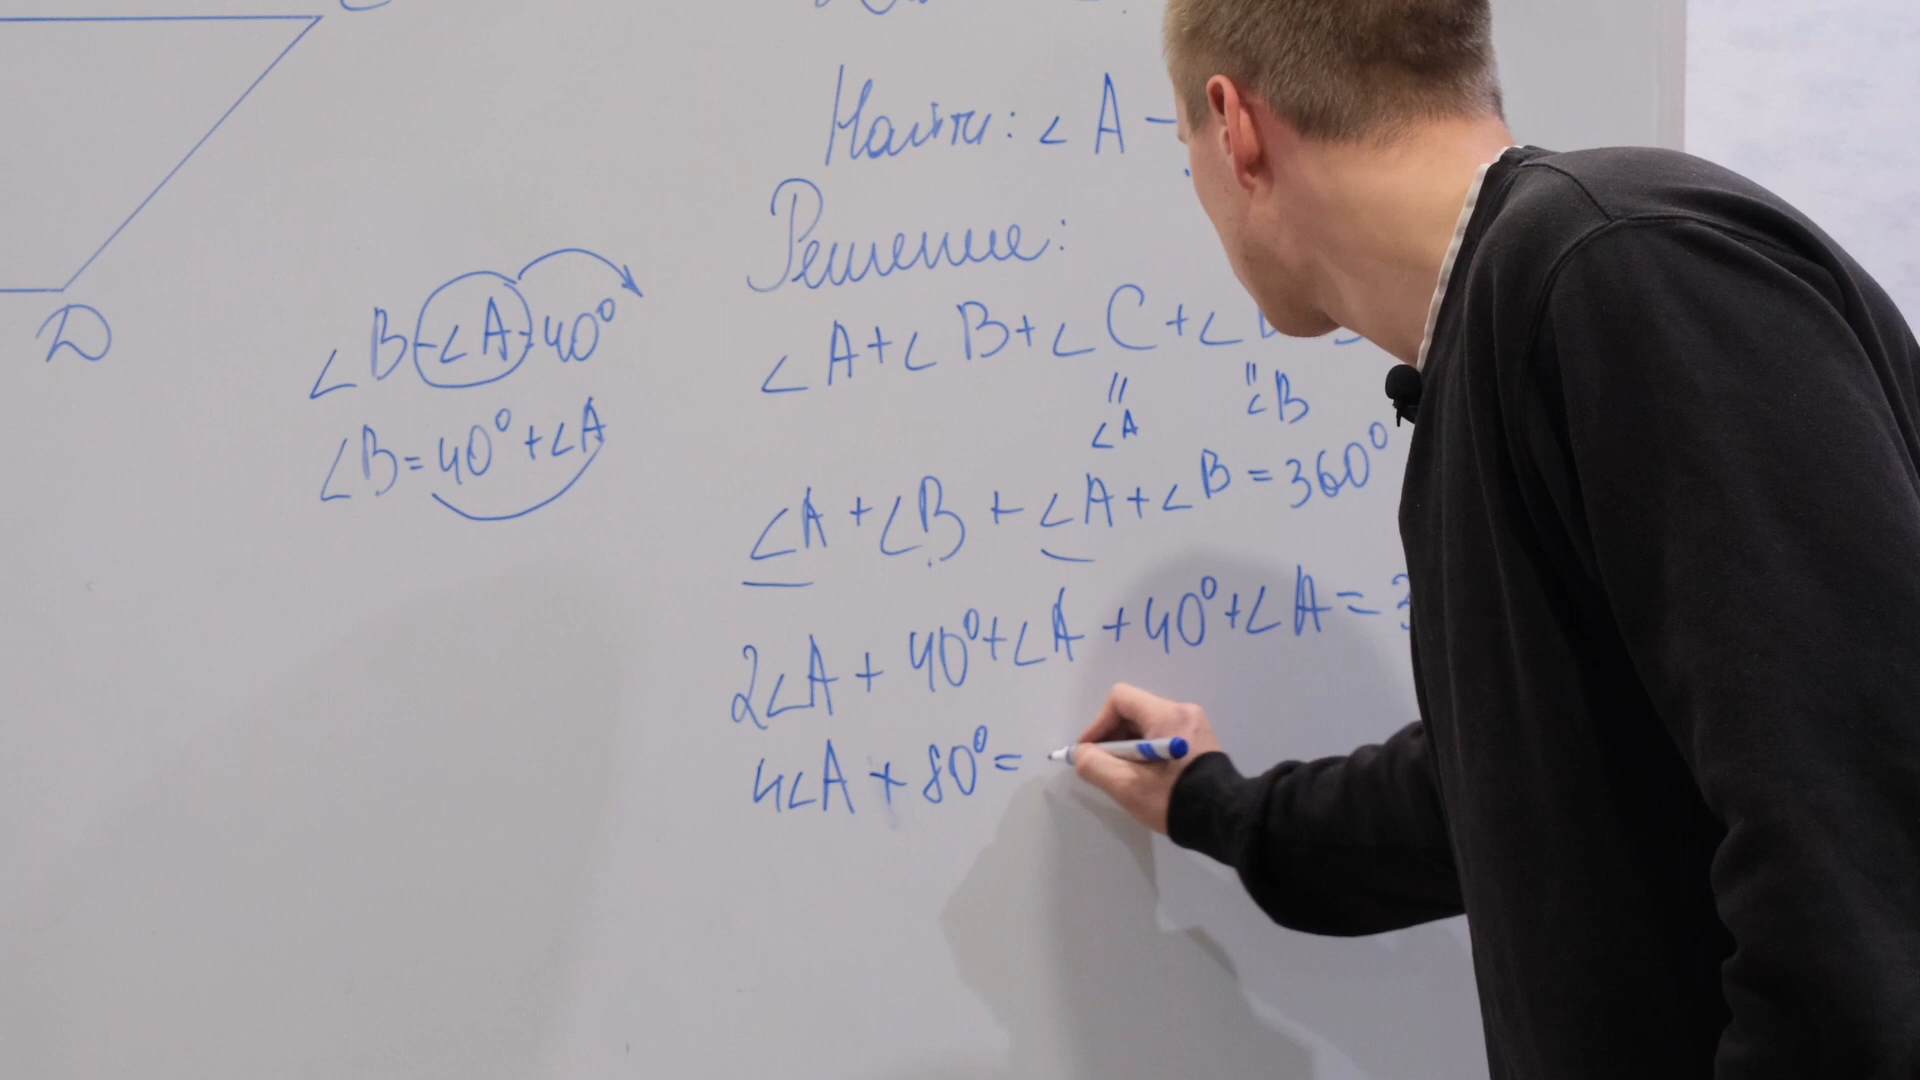 D
Найти: ∠A –
Решение:
∠B-∠A=40°
∠B=40°+∠A
∠A+∠B+∠C+∠
" "
∠A ∠B
∠A+∠B+∠A+∠B=360°
2∠A+40°+∠A+40°+∠A=3
4∠A+80°=